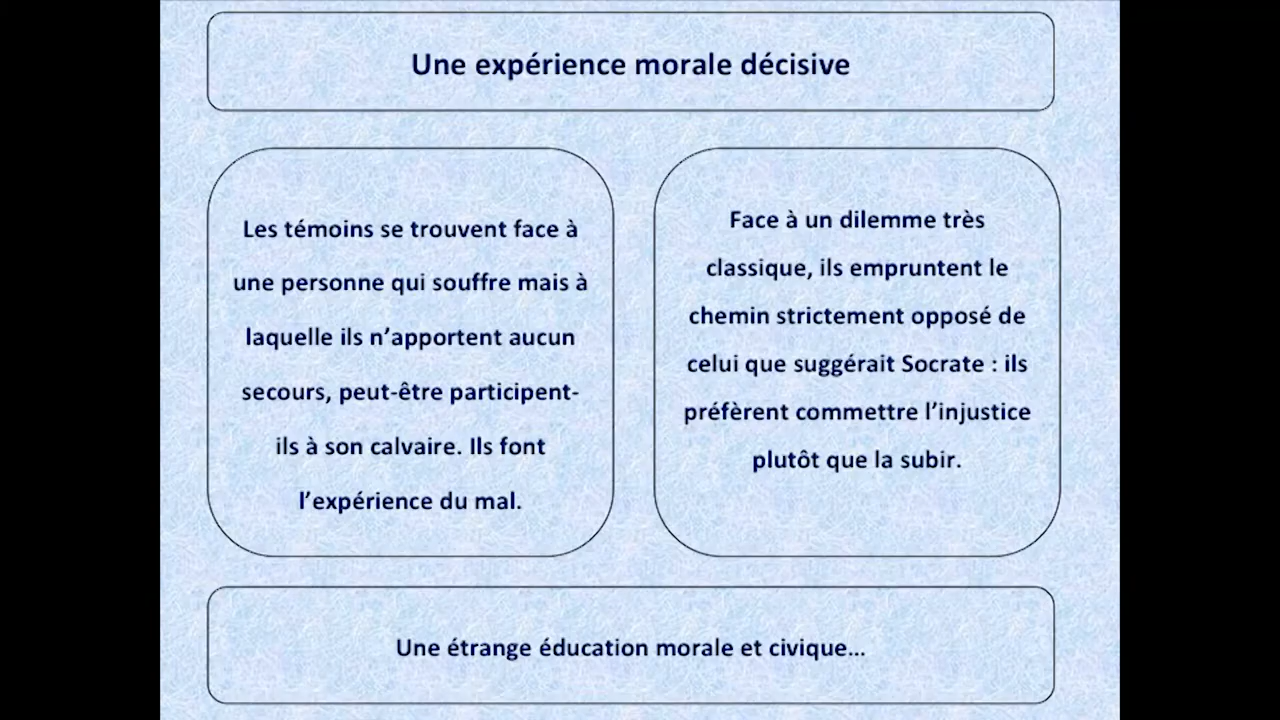 Une expérience morale décisive
Les témoins se trouvent face à
une personne qui souffre mais à
laquelle ils n’apportent aucun
secours, peut-être participent-
ils à son calvaire. Ils font
l’expérience du mal.
Face à un dilemme très
classique, ils empruntent le
chemin strictement opposé de
celui que suggérait Socrate : ils
préfèrent commettre l’injustice
plutôt que la subir.
Une étrange éducation morale et civique…